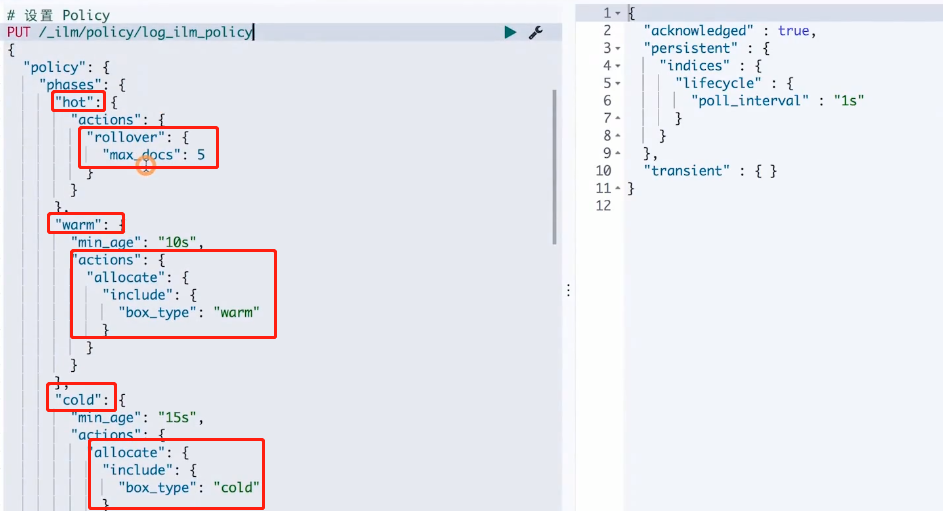 # 设置 Policy
PUT /_ilm/policy/log_ilm_policy
{
"policy": {
"phases": {
"hot": {
"actions": {
"rollover": {
"max_docs": 5
}
}
},
"warm": {
"min_age": "10s",
"actions": {
"allocate": {
"include": {
"box_type": "warm"
}
}
}
},
"cold": {
"min_age": "15s",
"actions": {
"allocate": {
"include": {
"box_type": "cold"
}
1 {
2 "acknowledged" : true,
3 "persistent" : {
4 "indices" : {
5 "lifecycle" : {
6 "poll_interval" : "1s"
7 }
8 }
9 },
10 "transient" : { }
11 }
12